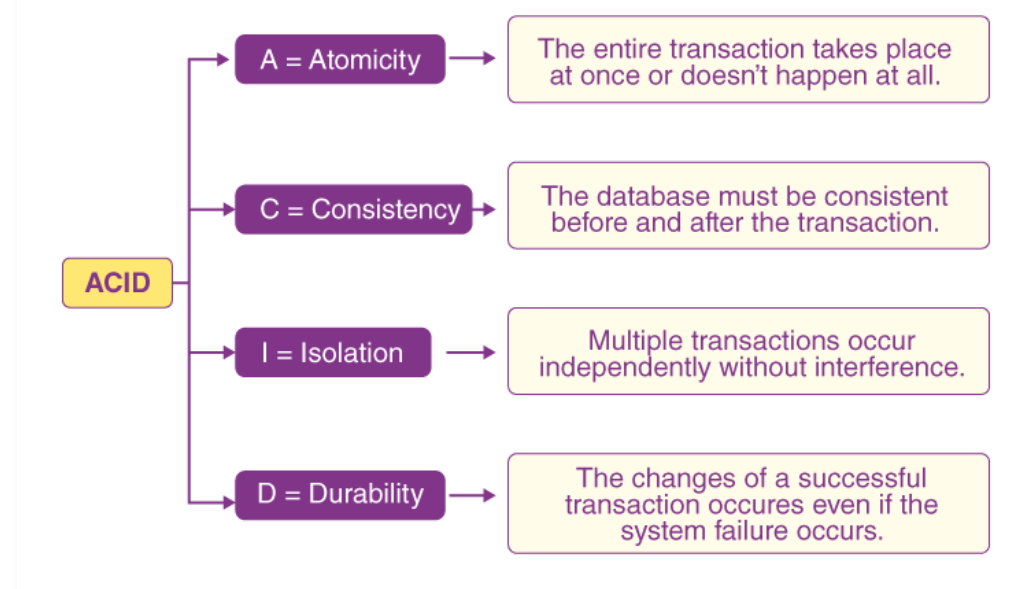 A = Atomicity
The entire transaction takes place
at once or doesn't happen at all.
C = Consistency
The database must be consistent
before and after the transaction.
ACID
I = Isolation
Multiple transactions occur
independently without interference.
D = Durability
The changes of a successful
transaction occures even if the
system failure occurs.